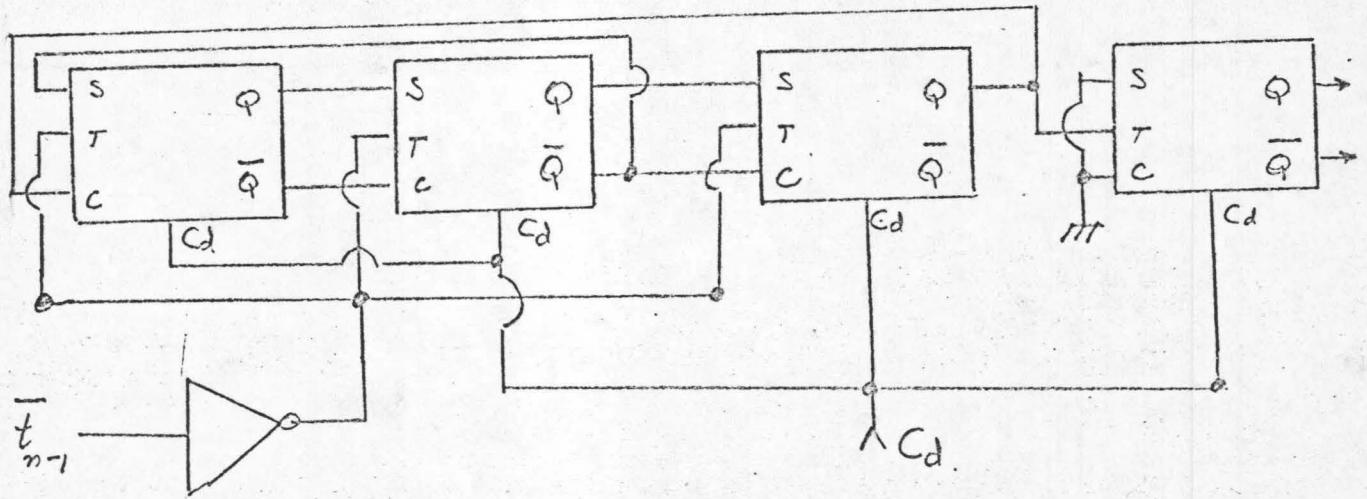 S Q S Q S Q S Q
T T T T
C Q̅ C Q̅ C Q̅ C Q̅
Cd Cd Cd Cd
t̅n-1
Cd.